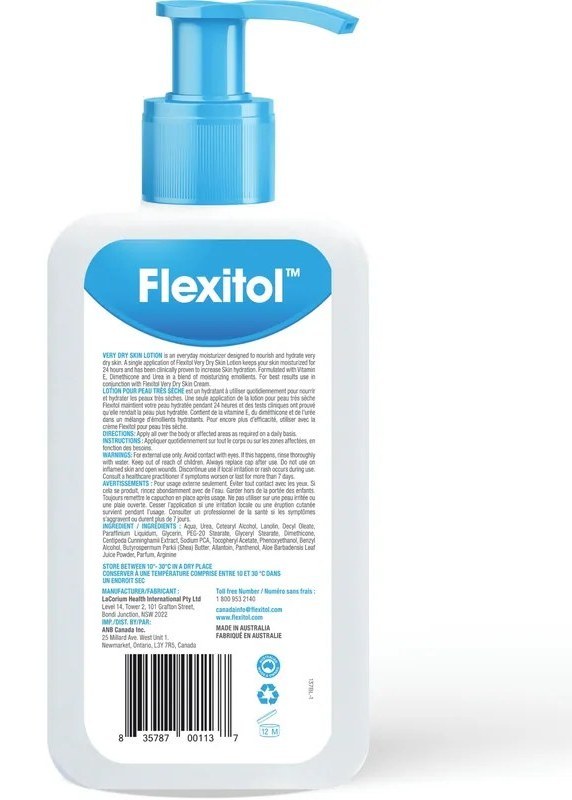 Flexitol™
VERY DRY SKIN LOTION is an everyday moisturizer designed to nourish and hydrate very
dry skin. A single application of Flexitol Very Dry Skin Lotion keeps your skin moisturized for
24 hours and has been clinically proven to increase Skin hydration. Formulated with Vitamin
E, Dimethicone and Urea in a blend of moisturizing emollients. For best results use in
conjunction with Flexitol Very Dry Skin Cream.
LOTION POUR PEAU TRÈS SÈCHE est un hydratant à utiliser quotidiennement pour nourrir
et hydrater les peaux très sèches. Une seule application de la lotion pour peau très sèche
Flexitol maintient votre peau hydratée pendant 24 heures et des tests cliniques ont prouvé
qu'elle rendait la peau plus hydratée. Contient de la vitamine E, du diméthicone et de l'urée
dans un mélange d'émollients hydratants. Pour encore plus d'efficacité, utiliser avec la
crème Flexitol pour peau très sèche.
DIRECTIONS: Apply all over the body or affected areas as required on a daily basis.
INSTRUCTIONS: Appliquer quotidiennement sur tout le corps ou sur les zones affectées, en
fonction des besoins.
WARNINGS: For external use only. Avoid contact with eyes. If this happens, rinse thoroughly
with water. Keep out of reach of children. Always replace cap after use. Do not use on
inflamed skin and open wounds. Discontinue use if local irritation or rash occurs during use.
Consult a healthcare practitioner if symptoms worsen or last for more than 7 days.
AVERTISSEMENTS : Pour usage externe seulement. Éviter tout contact avec les yeux. Si
cela se produit, rincez abondamment avec de l'eau. Garder hors de la portée des enfants.
Toujours remettre le capuchon en place après usage. Ne pas utiliser sur une peau irritée ou
une plaie ouverte. Cesser l'application si une irritation locale ou une éruption cutanée
survient pendant l'usage. Consulter un professionnel de la santé si les symptômes
s'aggravent ou durent plus de 7 jours.
INGREDIENT / INGRÉDIENTS : Aqua, Urea, Cetearyl Alcohol, Lanolin, Decyl Oleate,
Paraffinum Liquidum, Glycerin, PEG-20 Stearate, Glyceryl Stearate, Dimethicone,
Centipeda Cunninghamii Extract, Sodium PCA, Tocopheryl Acetate, Phenoxyethanol, Benzyl
Alcohol, Butyrospermum Parkii (Shea) Butter, Allantoin, Panthenol, Aloe Barbadensis Leaf
Juice Powder, Parfum, Arginine
STORE BETWEEN 10°- 30°C IN A DRY PLACE
CONSERVER À UNE TEMPÉRATURE COMPRISE ENTRE 10 ET 30 °C DANS
UN ENDROIT SEC
MANUFACTURER/FABRICANT :
LaCorium Health International Pty Ltd
Level 14, Tower 2, 101 Grafton Street,
Bondi Junction, NSW 2022
IMP./DIST. BY/PAR:
ANB Canada Inc.
25 Millard Ave. West Unit 1.
Newmarket, Ontario, L3Y 7R5, Canada
Toll free Number / Numéro sans frais :
1 800 953 2140
canadainfo@flexitol.com
www.flexitol.com
MADE IN AUSTRALIA
FABRIQUÉ EN AUSTRALIE
12 M
8 35787 00113 7